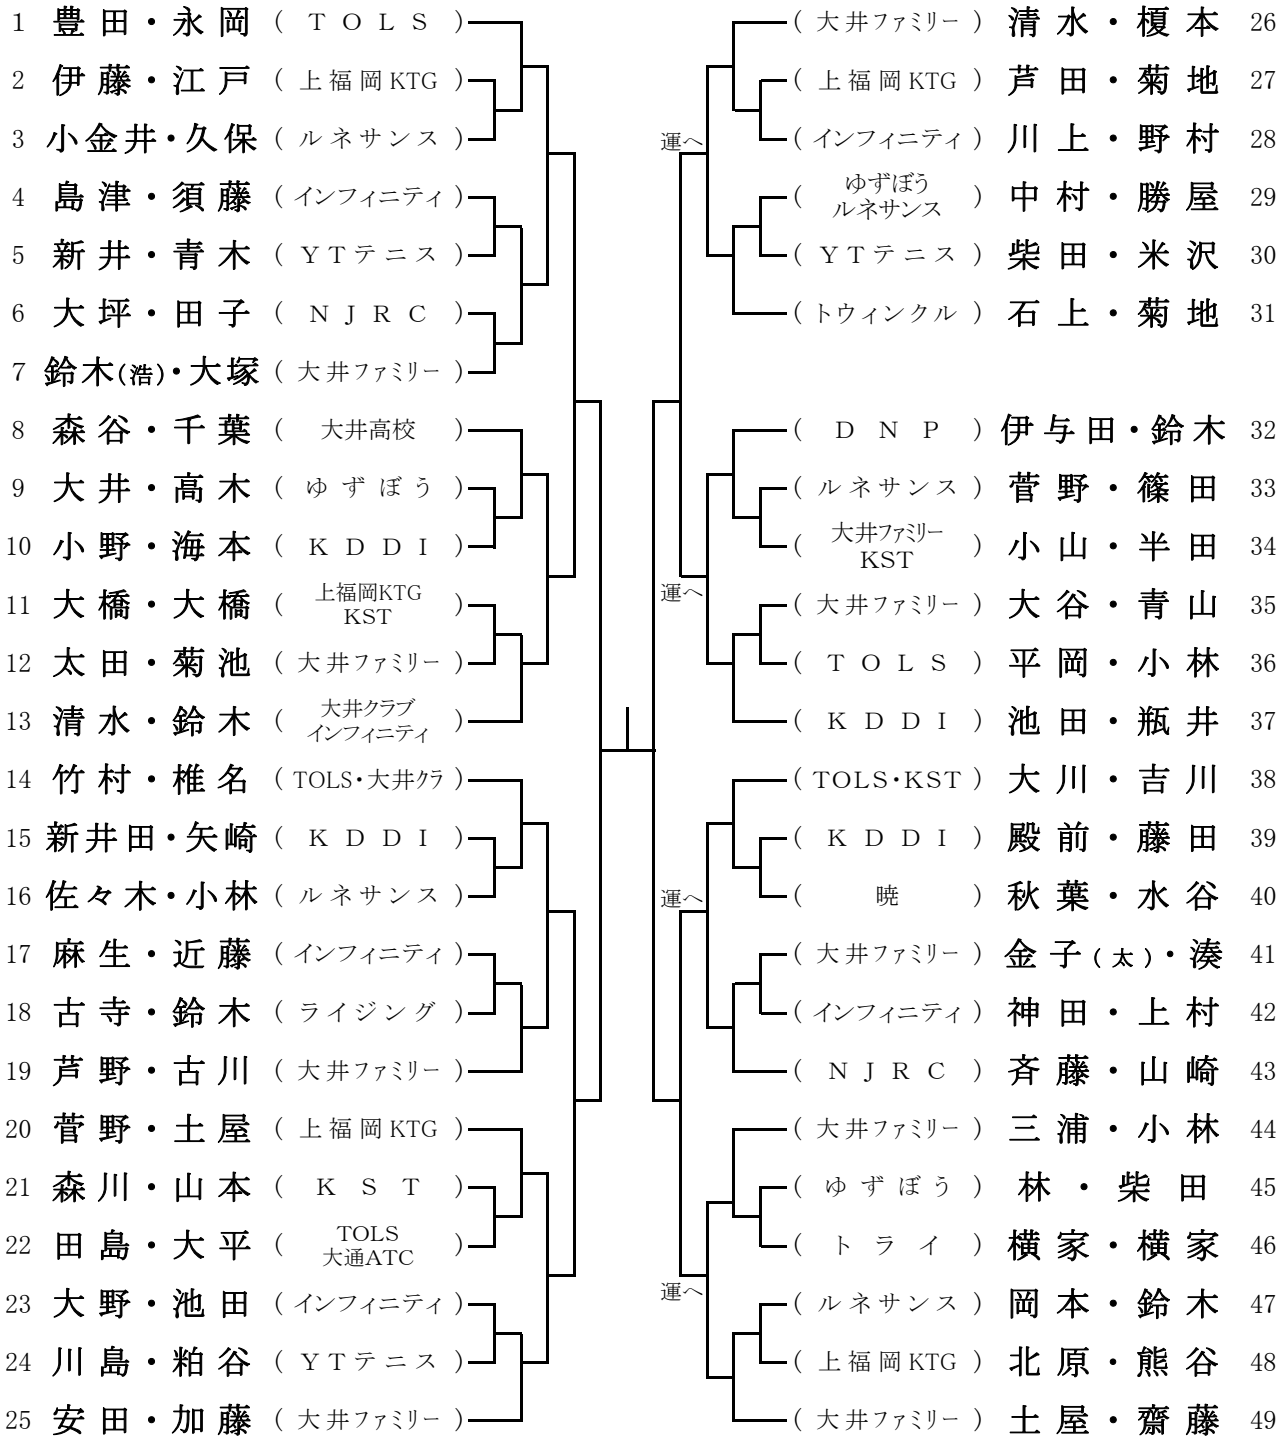 1 豊田・永岡 ( TOLS )
2 伊藤・江戸 ( 上福岡KTG )
3 小金井・久保 ( ルネサンス )
4 島津・須藤 ( インフィニティ )
5 新井・青木 ( YTテニス )
6 大坪・田子 ( NJRC )
7 鈴木(浩)・大塚 ( 大井ファミリー )
8 森谷・千葉 ( 大井高校 )
9 大井・高木 ( ゆずぼう )
10 小野・海本 ( KDDI )
11 大橋・大橋 ( 上福岡KTG KST )
12 太田・菊池 ( 大井ファミリー )
13 清水・鈴木 ( 大井クラブ インフィニティ )
14 竹村・椎名 ( TOLS・大井クラ )
15 新井田・矢崎 ( KDDI )
16 佐々木・小林 ( ルネサンス )
17 麻生・近藤 ( インフィニティ )
18 古寺・鈴木 ( ライジング )
19 芦野・古川 ( 大井ファミリー )
20 菅野・土屋 ( 上福岡KTG )
21 森川・山本 ( KST )
22 田島・大平 ( TOLS 大通ATC )
23 大野・池田 ( インフィニティ )
24 川島・粕谷 ( YTテニス )
25 安田・加藤 ( 大井ファミリー )
運へ
運へ
運へ
運へ
( 大井ファミリー ) 清水・榎本 26
( 上福岡KTG ) 芦田・菊地 27
( インフィニティ ) 川上・野村 28
( ゆずぼう ルネサンス ) 中村・勝屋 29
( YTテニス ) 柴田・米沢 30
( トウィンクル ) 石上・菊地 31
( DNP ) 伊与田・鈴木 32
( ルネサンス ) 菅野・篠田 33
( 大井ファミリー KST ) 小山・半田 34
( 大井ファミリー ) 大谷・青山 35
( TOLS ) 平岡・小林 36
( KDDI ) 池田・瓶井 37
( TOLS・KST ) 大川・吉川 38
( KDDI ) 殿前・藤田 39
( 暁 ) 秋葉・水谷 40
( 大井ファミリー ) 金子(太)・湊 41
( インフィニティ ) 神田・上村 42
( NJRC ) 斉藤・山崎 43
( 大井ファミリー ) 三浦・小林 44
( ゆずぼう ) 林・柴田 45
( トライ ) 横家・横家 46
( ルネサンス ) 岡本・鈴木 47
( 上福岡KTG ) 北原・熊谷 48
( 大井ファミリー ) 土屋・齋藤 49